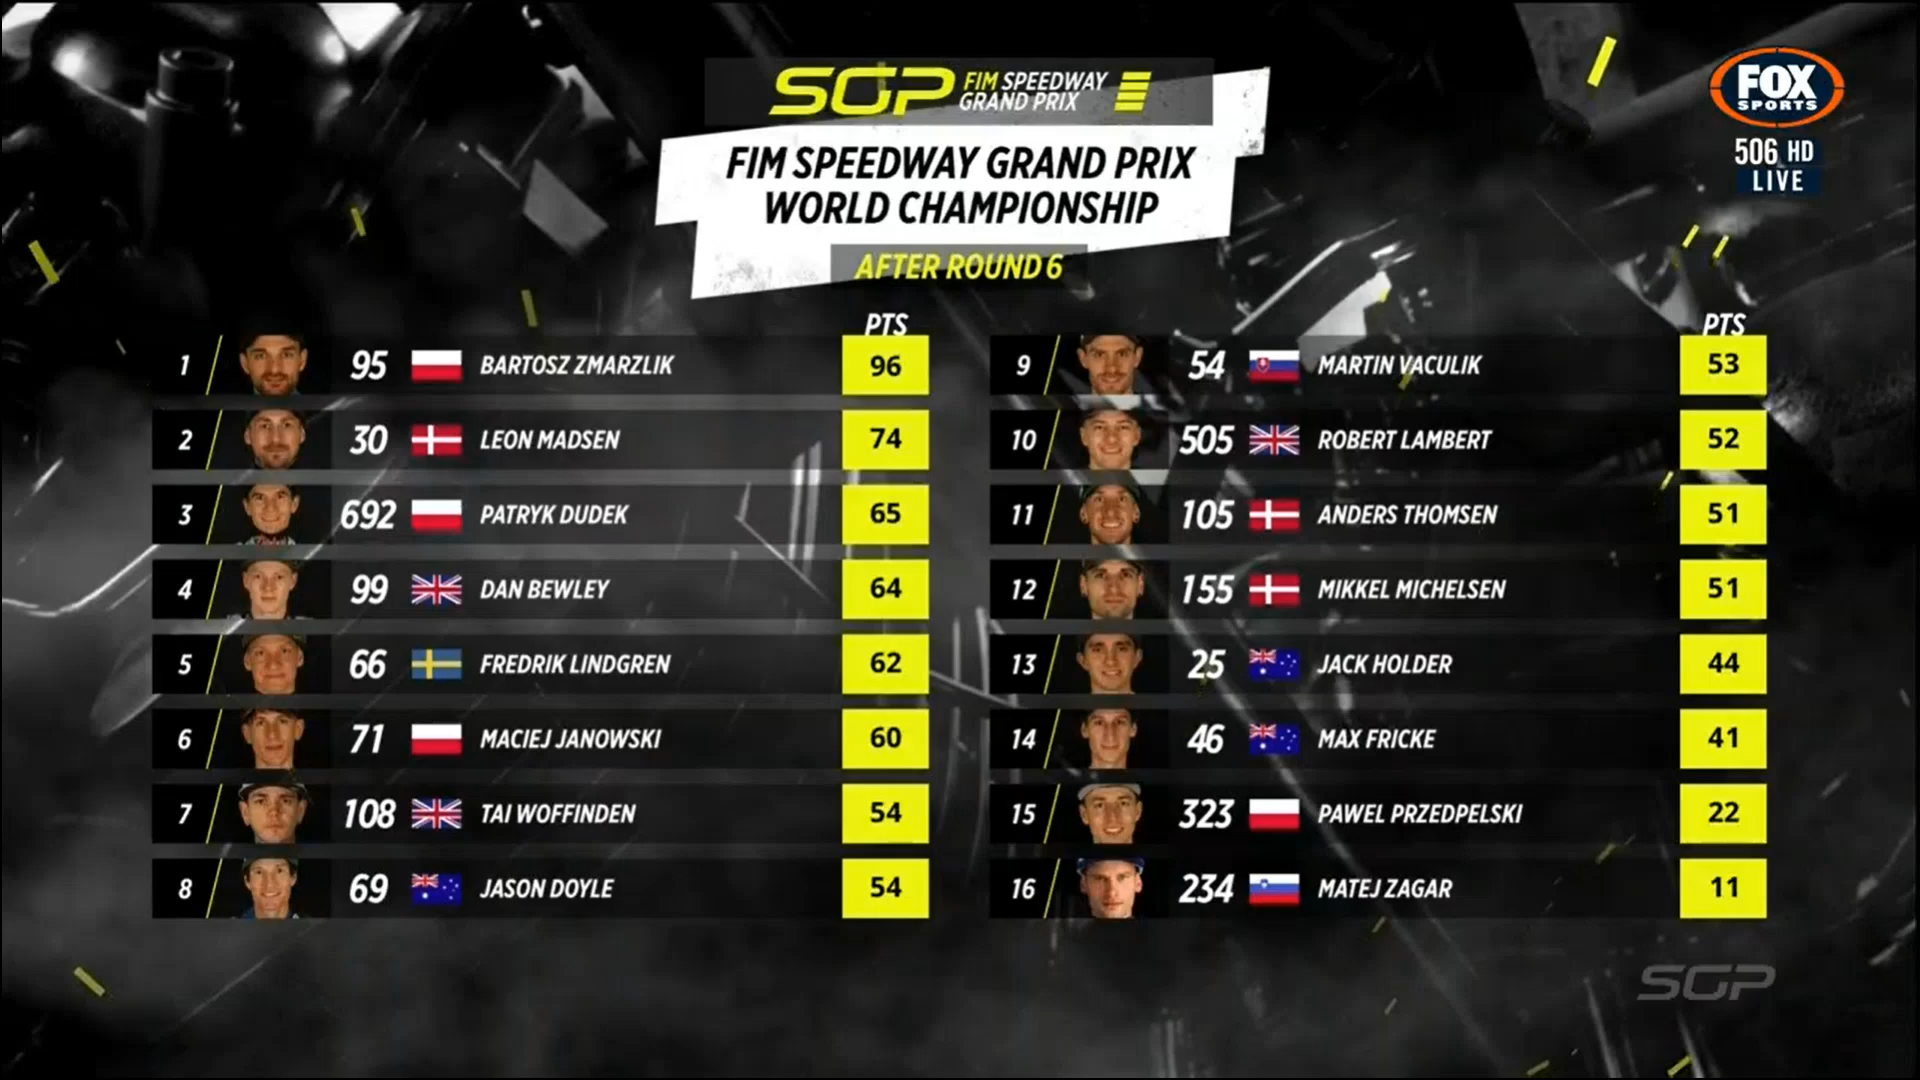 SGP FIM SPEEDWAY
GRAND PRIX
FOX
SPORTS
506 HD
LIVE
FIM SPEEDWAY GRAND PRIX
WORLD CHAMPIONSHIP
AFTER ROUND 6
PTS
1 95 BARTOSZ ZMARZLIK 96
2 30 LEON MADSEN 74
3 692 PATRYK DUDEK 65
4 99 DAN BEWLEY 64
5 66 FREDRIK LINDGREN 62
6 71 MACIEJ JANOWSKI 60
7 108 TAI WOFFINDEN 54
8 69 JASON DOYLE 54
PTS
9 54 MARTIN VACULIK 53
10 505 ROBERT LAMBERT 52
11 105 ANDERS THOMSEN 51
12 155 MIKKEL MICHELSEN 51
13 25 JACK HOLDER 44
14 46 MAX FRICKE 41
15 323 PAWEL PRZEDPELSKI 22
16 234 MATEJ ZAGAR 11
SGP